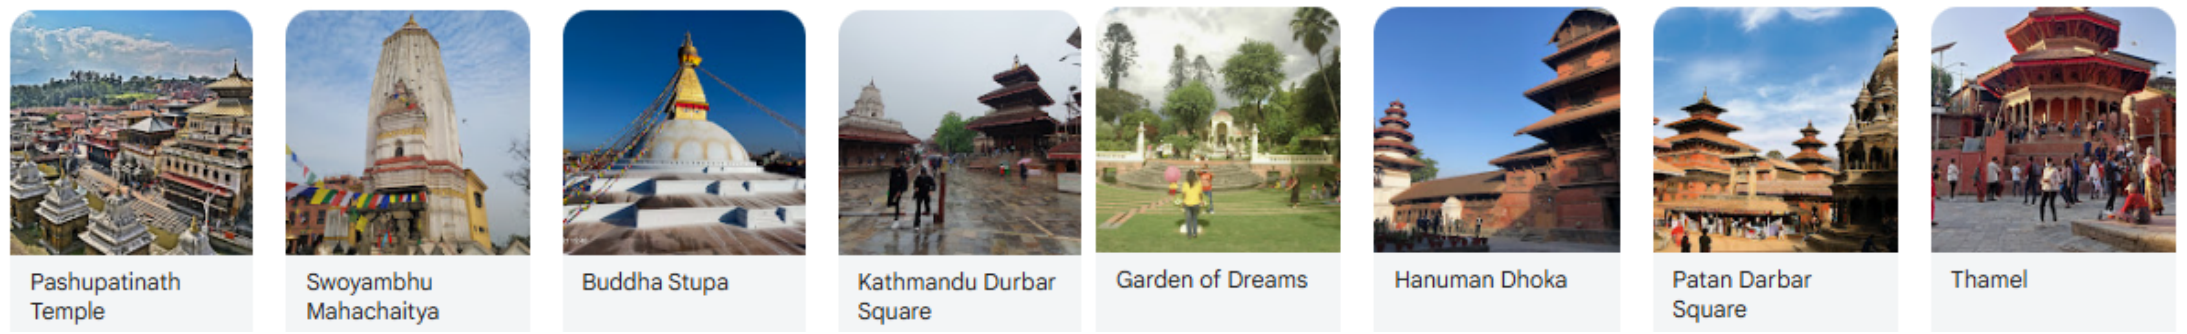 Pashupatinath
Temple
Swoyambhu
Mahachaitya
Buddha Stupa
Kathmandu Durbar
Square
Garden of Dreams
Hanuman Dhoka
Patan Darbar
Square
Thamel